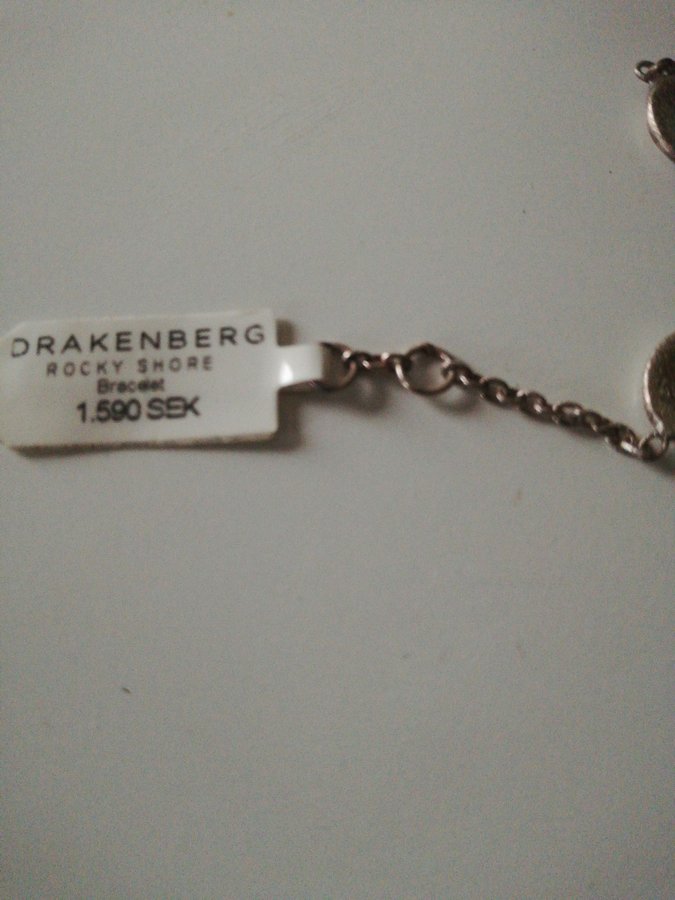 DRAKENBERG
ROCKY SHORE
Bracelet
1.590 SEK